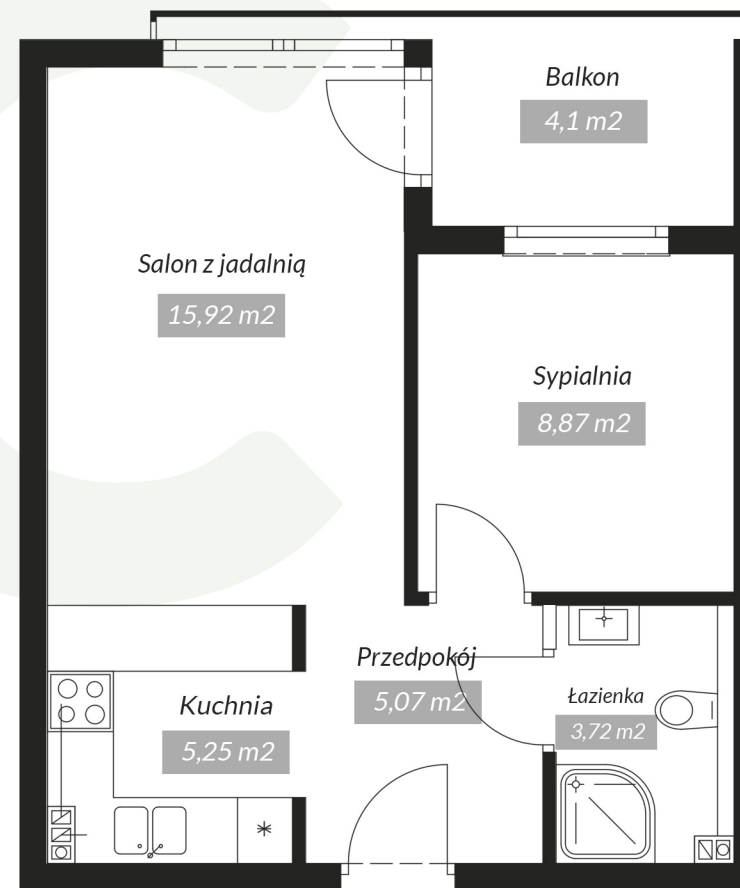 Balkon
4,1 m2
Salon z jadalnią
15,92 m2
Sypialnia
8,87 m2
Przedpokój
5,07 m2
Kuchnia
5,25 m2
Łazienka
3,72 m2